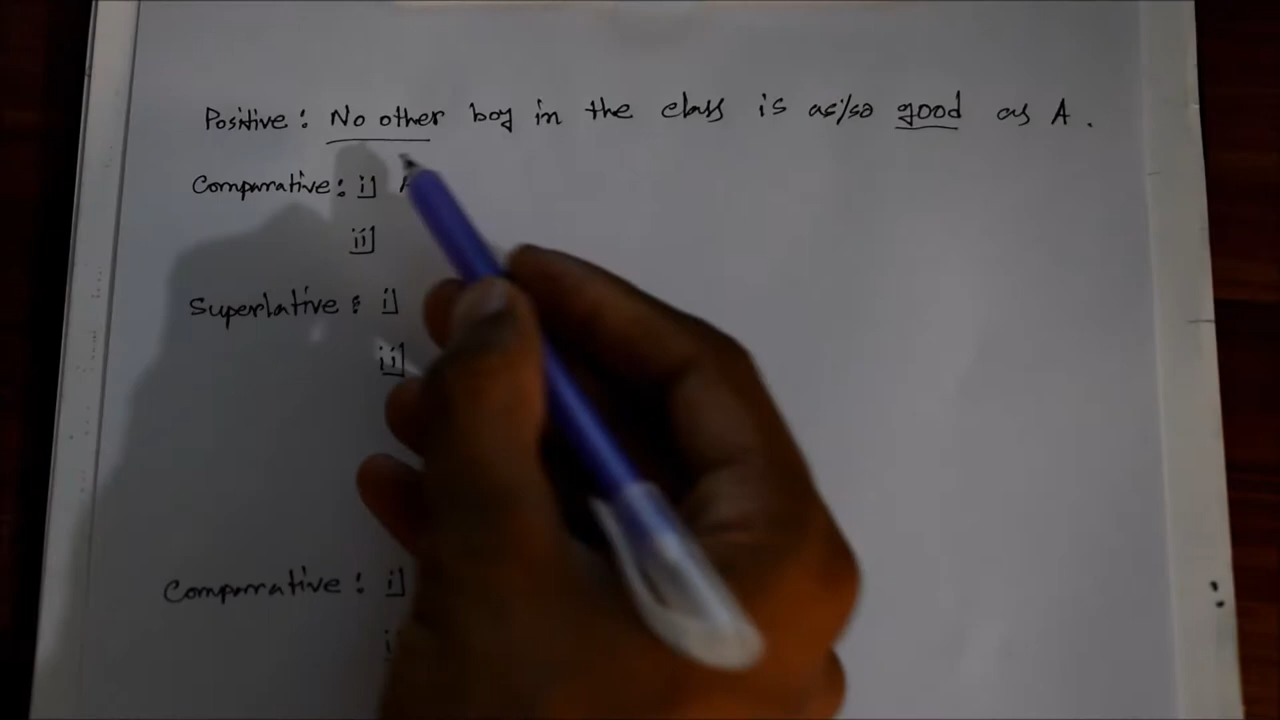 Positive : No other boy in the class is as/so good as A .
Comparative : i] A
ii]
Superlative : i]
ii]
Comparative : i]